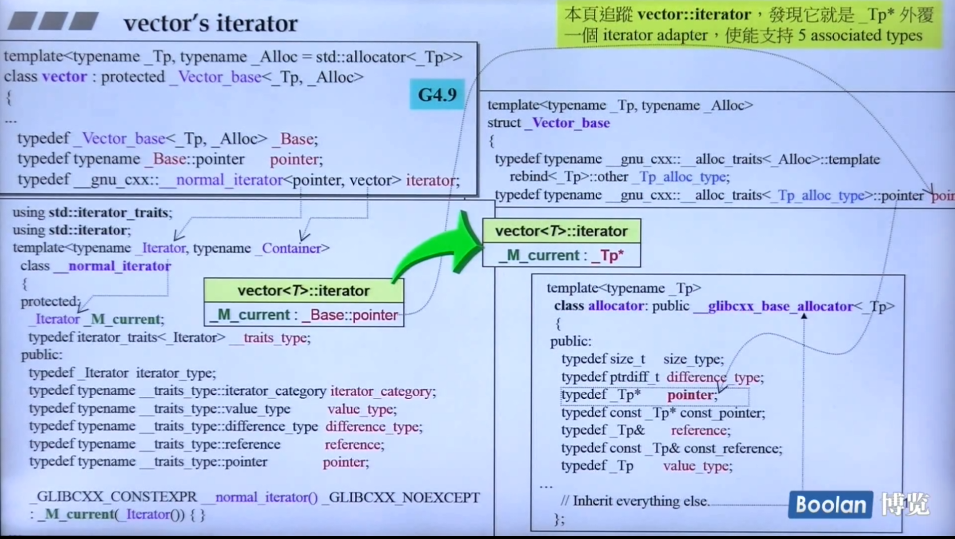 vector's iterator
本頁追蹤 vector::iterator，發現它就是 _Tp* 外覆
一個 iterator adapter，使能支持 5 associated types
template<typename _Tp, typename _Alloc = std::allocator<_Tp>>
class vector : protected _Vector_base<_Tp, _Alloc>
{
G4.9
...
typedef _Vector_base<_Tp, _Alloc> _Base;
typedef typename _Base::pointer pointer;
typedef __gnu_cxx::__normal_iterator<pointer, vector> iterator;
template<typename _Tp, typename _Alloc>
struct _Vector_base
{
typedef typename __gnu_cxx::__alloc_traits<_Alloc>::template
rebind<_Tp>::other _Tp_alloc_type;
typedef typename __gnu_cxx::__alloc_traits<_Tp_alloc_type>::pointer poin
using std::iterator_traits;
using std::iterator;
template<typename _Iterator, typename _Container>
class __normal_iterator
{
protected:
_Iterator _M_current;
typedef iterator_traits<_Iterator> __traits_type;
public:
typedef _Iterator iterator_type;
typedef typename __traits_type::iterator_category iterator_category;
typedef typename __traits_type::value_type value_type;
typedef typename __traits_type::difference_type difference_type;
typedef typename __traits_type::reference reference;
typedef typename __traits_type::pointer pointer;
_GLIBCXX_CONSTEXPR __normal_iterator() _GLIBCXX_NOEXCEPT
: _M_current(_Iterator()) { }
vector<T>::iterator
_M_current : _Base::pointer
vector<T>::iterator
_M_current : _Tp*
template<typename _Tp>
class allocator: public __glibcxx_base_allocator<_Tp>
{
public:
typedef size_t size_type;
typedef ptrdiff_t difference_type;
typedef _Tp* pointer;
typedef const _Tp* const_pointer;
typedef _Tp& reference;
typedef const _Tp& const_reference;
typedef _Tp value_type;
...
// Inherit everything else.
};
Boolan 博览